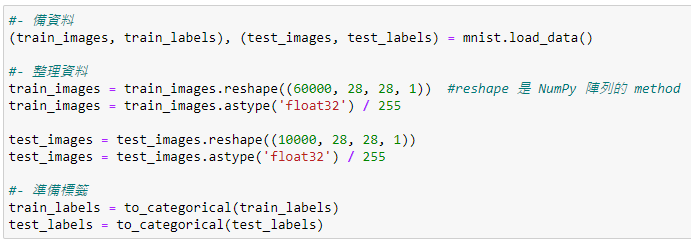 #- 備資料
(train_images, train_labels), (test_images, test_labels) = mnist.load_data()
#- 整理資料
train_images = train_images.reshape((60000, 28, 28, 1))  #reshape 是 NumPy 陣列的 method
train_images = train_images.astype('float32') / 255
test_images = test_images.reshape((10000, 28, 28, 1))
test_images = test_images.astype('float32') / 255
#- 準備標籤
train_labels = to_categorical(train_labels)
test_labels = to_categorical(test_labels)